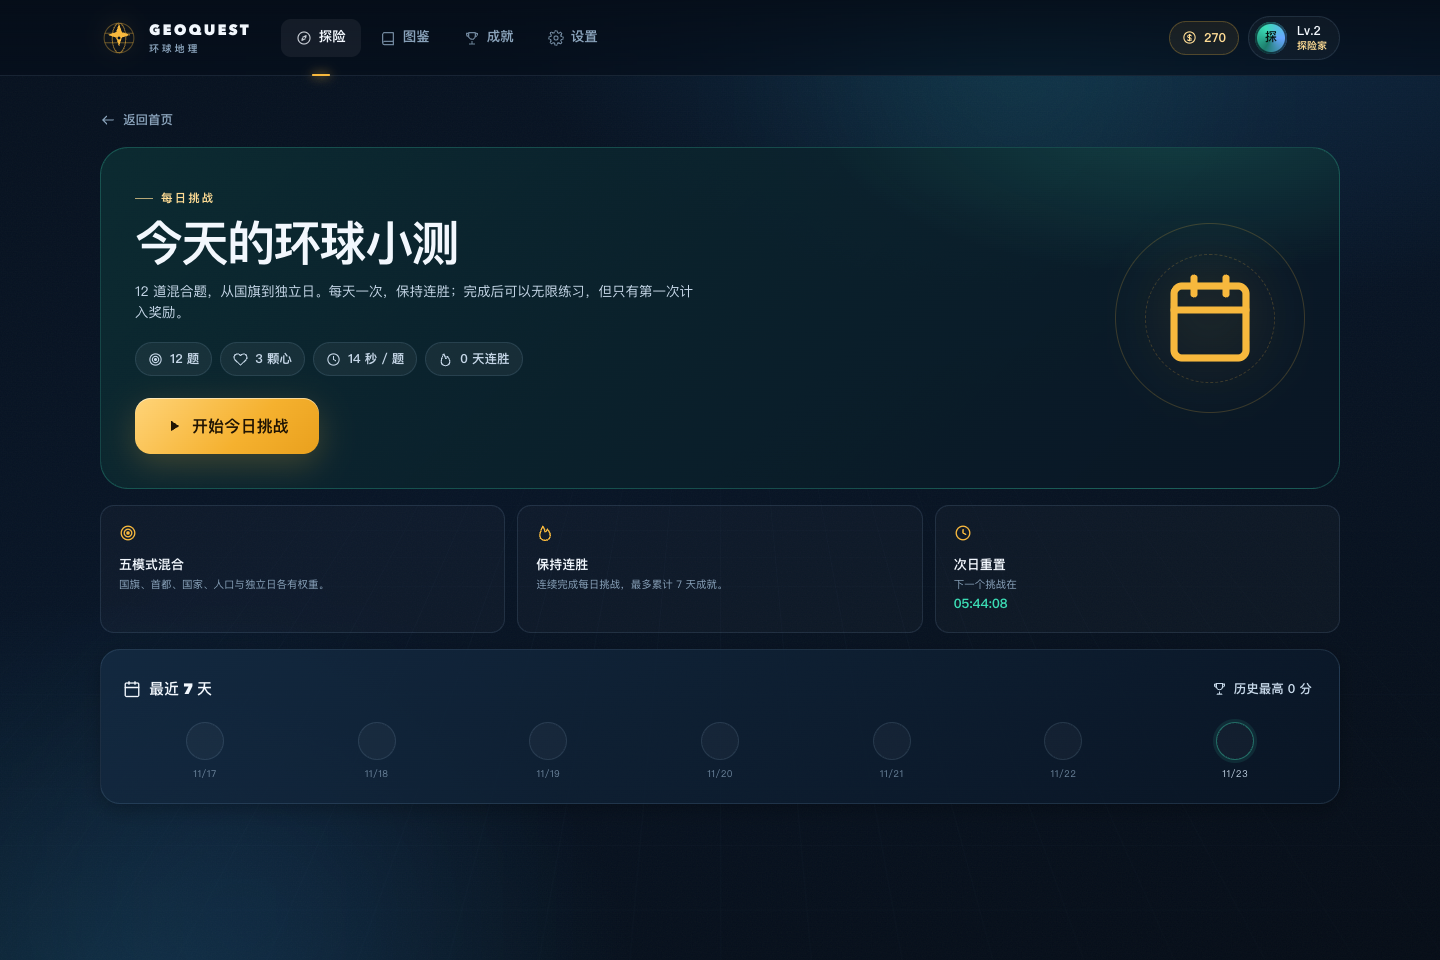 GEOQUEST
环球地理
探险
图鉴
成就
设置
270
探
Lv.2
探险家
返回首页
每日挑战
今天的环球小测
12 道混合题，从国旗到独立日。每天一次，保持连胜；完成后可以无限练习，但只有第一次计
入奖励。
12 题
3 颗心
14 秒 / 题
0 天连胜
开始今日挑战
五模式混合
国旗、首都、国家、人口与独立日各有权重。
保持连胜
连续完成每日挑战，最多累计 7 天成就。
次日重置
下一个挑战在
05:44:08
最近 7 天
历史最高 0 分
11/17
11/18
11/19
11/20
11/21
11/22
11/23